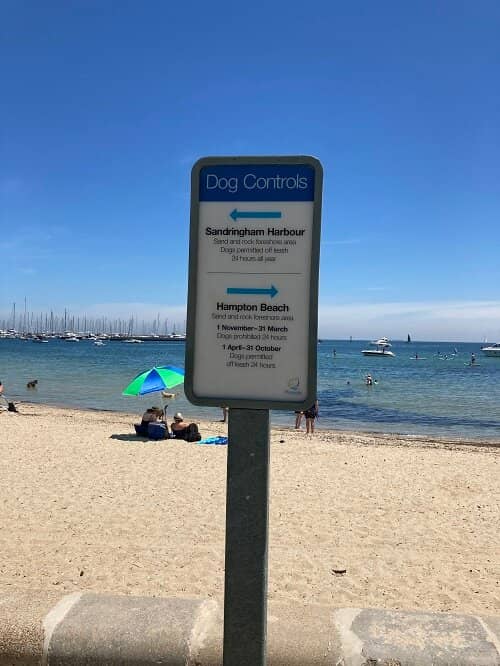 Dog Controls
Sandringham Harbour
Sand and rock foreshore area
Dogs permitted off leash
24 hours all year
Hampton Beach
Sand and rock foreshore area
1 November–31 March
Dogs prohibited 24 hours
1 April–31 October
Dogs permitted
off leash 24 hours